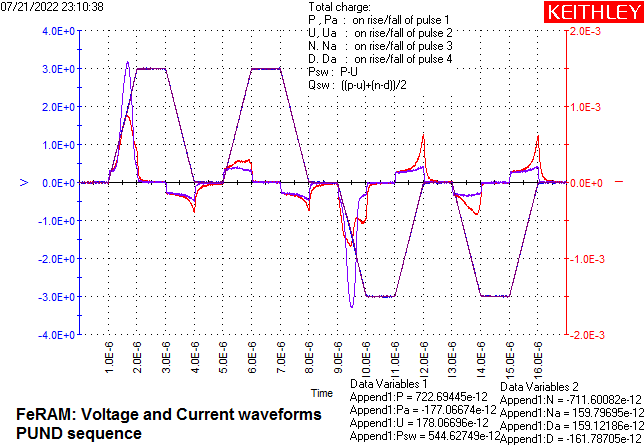 07/21/2022 23:10:38
Total charge:
P , Pa : on rise/fall of pulse 1
U, Ua : on rise/fall of pulse 2
N. Na : on rise/fall of pulse 3
D. Da : on rise/fall of pulse 4
Psw : P-U
Qsw : ((p-u)+(n-d))/2
KEITHLEY
4.0E+0
3.0E+0
2.0E+0
1.0E+0
0.0E+0
-1.0E+0
-2.0E+0
-3.0E+0
-4.0E+0
V
2.0E-3
1.0E-3
0.0E+0
-1.0E-3
-2.0E-3
I
1.0E-6
2.0E-6
3.0E-6
4.0E-6
5.0E-6
6.0E-6
7.0E-6
8.0E-6
9.0E-6
10.0E-6
11.0E-6
12.0E-6
13.0E-6
14.0E-6
15.0E-6
16.0E-6
Time
Data Variables 1
Append1:P = 722.69445e-12
Append1:Pa = -177.06674e-12
Append1:U = 178.06696e-12
Append1:Psw = 544.62749e-12
Data Variables 2
Append1:N = -711.60082e-12
Append1:Na = 159.79695e-12
Append1:Da = 159.12186e-12
Append1:D = -161.78705e-12
FeRAM: Voltage and Current waveforms
PUND sequence